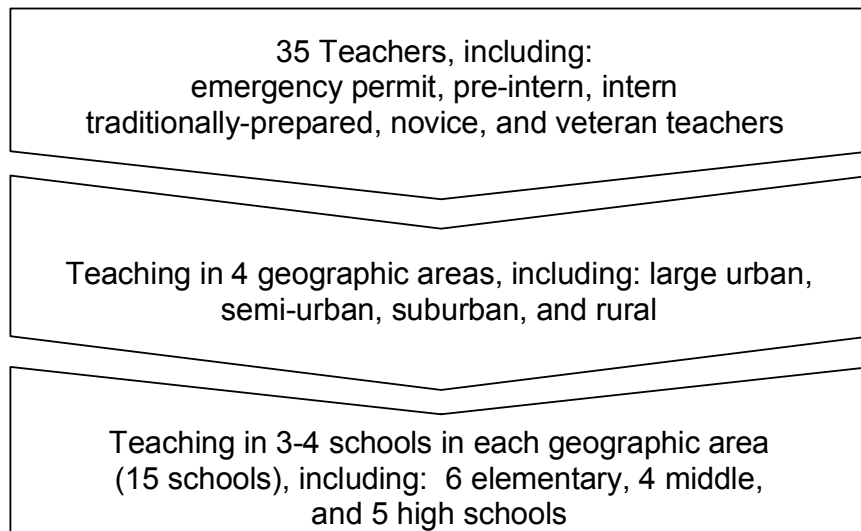 35 Teachers, including:
emergency permit, pre-intern, intern
traditionally-prepared, novice, and veteran teachers
Teaching in 4 geographic areas, including: large urban,
semi-urban, suburban, and rural
Teaching in 3-4 schools in each geographic area
(15 schools), including:  6 elementary, 4 middle,
and 5 high schools